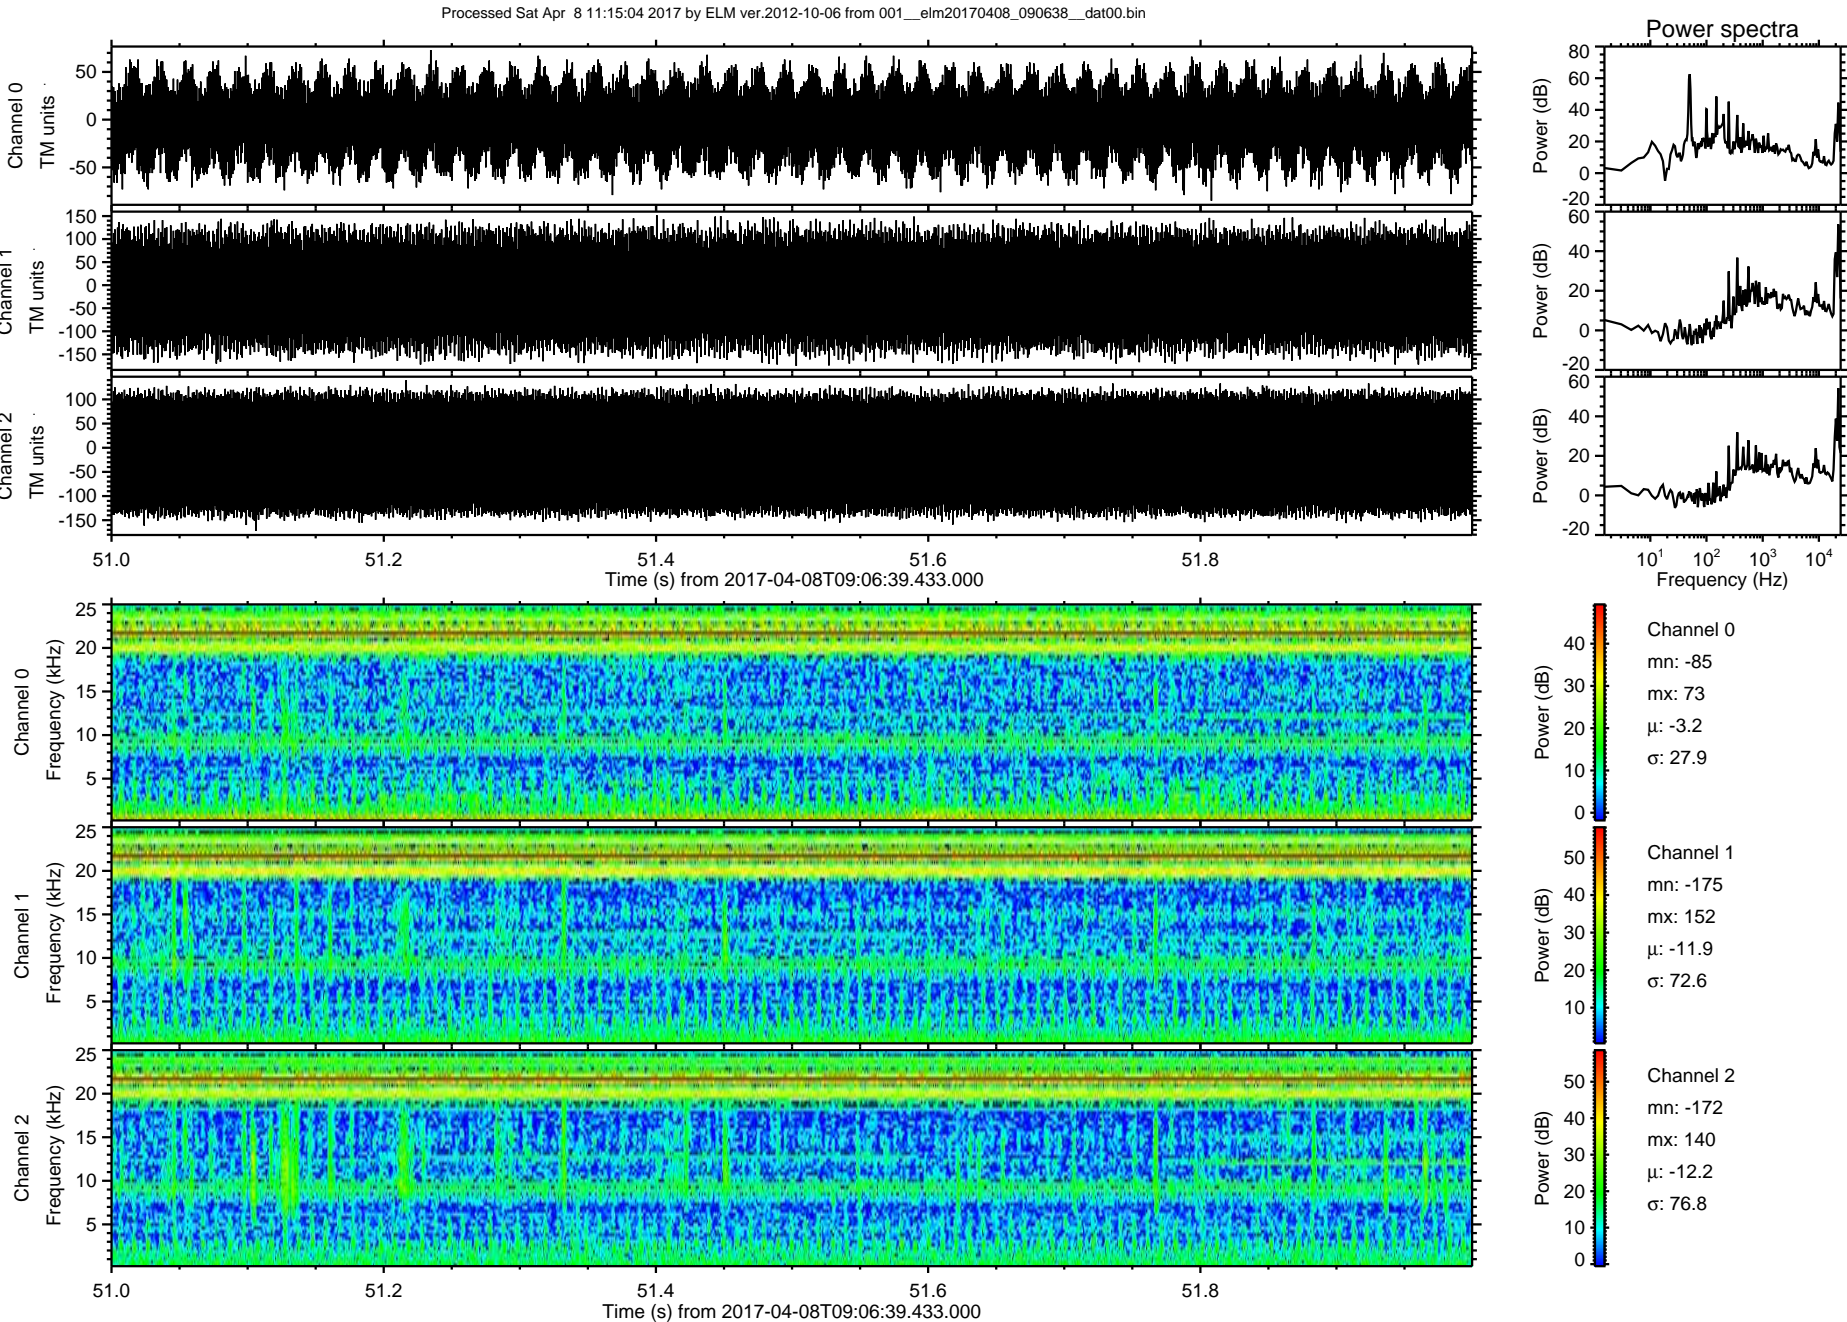 Processed Sat Apr  8 11:15:04 2017 by ELM ver.2012-10-06 from 001__elm20170408_090638__dat00.bin
Power spectra
Channel 0
TM units
50
0
-50
Power (dB)
80
60
40
20
0
-20
Channel 1
TM units
150
100
50
0
-50
-100
-150
Power (dB)
60
40
20
0
-20
Channel 2
TM units
100
50
0
-50
-100
-150
Power (dB)
60
40
20
0
-20
51.0 51.2 51.4 51.6 51.8
Time (s) from 2017-04-08T09:06:39.433.000
10^1 10^2 10^3 10^4
Frequency (Hz)
Channel 0
Frequency (kHz)
25
20
15
10
5
Power (dB)
40
30
20
10
0
Channel 0
mn: -85
mx: 73
μ: -3.2
σ: 27.9
Channel 1
Frequency (kHz)
25
20
15
10
5
Power (dB)
50
40
30
20
10
Channel 1
mn: -175
mx: 152
μ: -11.9
σ: 72.6
Channel 2
Frequency (kHz)
25
20
15
10
5
Power (dB)
50
40
30
20
10
0
Channel 2
mn: -172
mx: 140
μ: -12.2
σ: 76.8
51.0 51.2 51.4 51.6 51.8
Time (s) from 2017-04-08T09:06:39.433.000